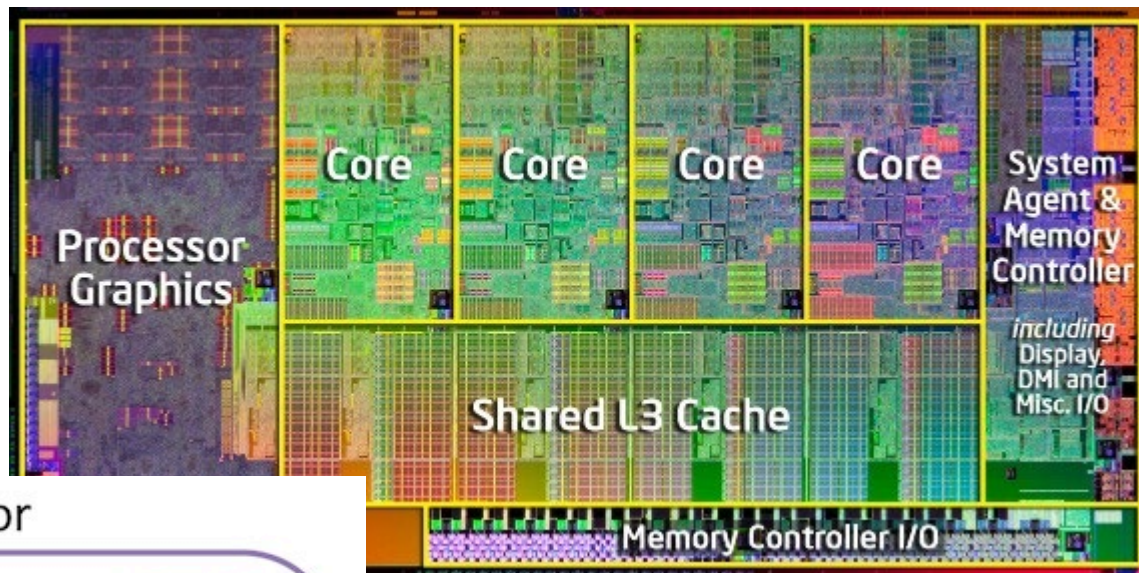 Processor
Graphics
Core
Core
Core
Core
System
Agent &
Memory
Controller
including
Display,
DMI and
Misc. I/O
Shared L3 Cache
Memory Controller I/O
or